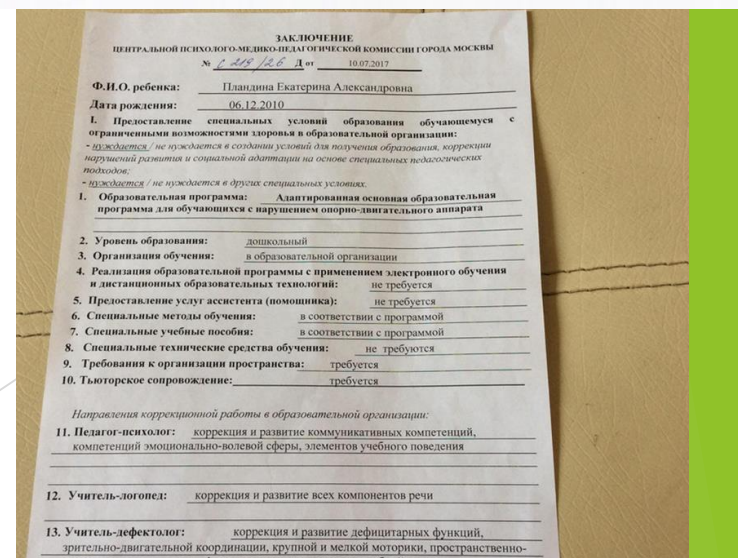 ЗАКЛЮЧЕНИЕ
ЦЕНТРАЛЬНОЙ ПСИХОЛОГО-МЕДИКО-ПЕДАГОГИЧЕСКОЙ КОМИССИИ ГОРОДА МОСКВЫ
№ С 219/26 Д от 10.07.2017
Ф.И.О. ребенка: Пландина Екатерина Александровна
Дата рождения: 06.12.2010
I. Предоставление специальных условий образования обучающемуся с
ограниченными возможностями здоровья в образовательной организации:
- нуждается / не нуждается в создании условий для получения образования, коррекции
нарушений развития и социальной адаптации на основе специальных педагогических
подходов;
- нуждается / не нуждается в других специальных условиях.
1. Образовательная программа: Адаптированная основная образовательная
программа для обучающихся с нарушением опорно-двигательного аппарата
2. Уровень образования: дошкольный
3. Организация обучения: в образовательной организации
4. Реализация образовательной программы с применением электронного обучения
и дистанционных образовательных технологий: не требуется
5. Предоставление услуг ассистента (помощника): не требуется
6. Специальные методы обучения: в соответствии с программой
7. Специальные учебные пособия: в соответствии с программой
8. Специальные технические средства обучения: не требуются
9. Требования к организации пространства: требуется
10. Тьюторское сопровождение: требуется
Направления коррекционной работы в образовательной организации:
11. Педагог-психолог: коррекция и развитие коммуникативных компетенций,
компетенций эмоционально-волевой сферы, элементов учебного поведения
12. Учитель-логопед: коррекция и развитие всех компонентов речи
13. Учитель-дефектолог: коррекция и развитие дефицитарных функций,
зрительно-двигательной координации, крупной и мелкой моторики, пространственно-